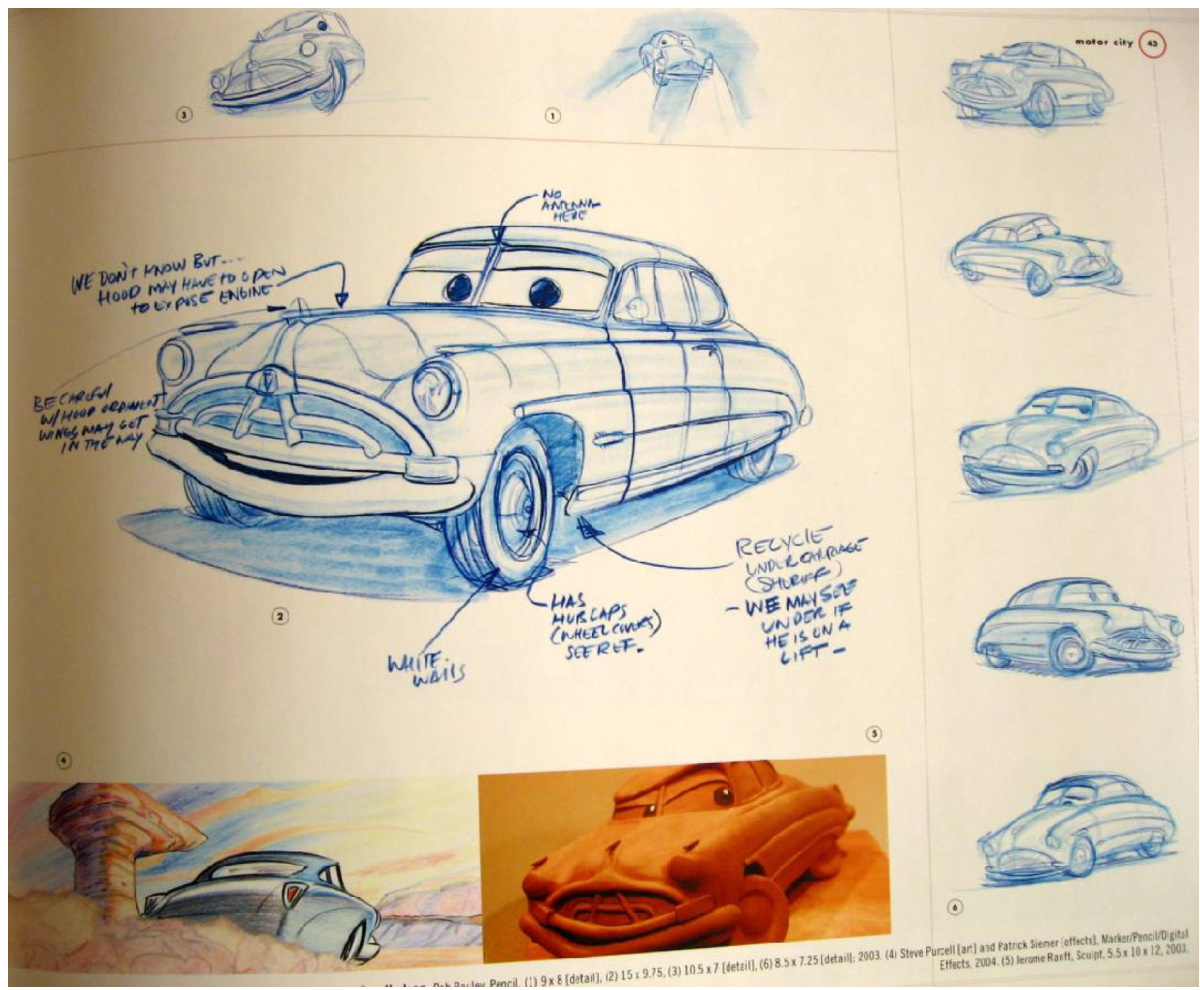 motor city 45
3
1
NO
ANTENNA
HERE
WE DON'T KNOW BUT----
HOOD MAY HAVE TO OPEN
TO EXPOSE ENGINE
BE CAREFUL
W/ HOOD ORNAMENT
WINGS MAY GET
IN THE WAY
RECYCLE
UNDERCARRIAGE
(SHERIFF)
- WE MAY SEE
UNDER IF
HE IS ON A
LIFT -
HAS
HUBCAPS
(WHEEL COVERS)
SEE REF.
WHITE
WALLS
2
4
5
6
Pencil, (1) 9 x 8 [detail], (2) 15 x 9.75, (3) 10.5 x 7 [detail], (6) 8.5 x 7.25 [detail]; 2003. (4) Steve Purcell [art] and Patrick Siemer [effects], Marker/Pencil/Digital
Effects, 2004. (5) Jerome Ranft, Sculpt, 5.5 x 10 x 12, 2003.